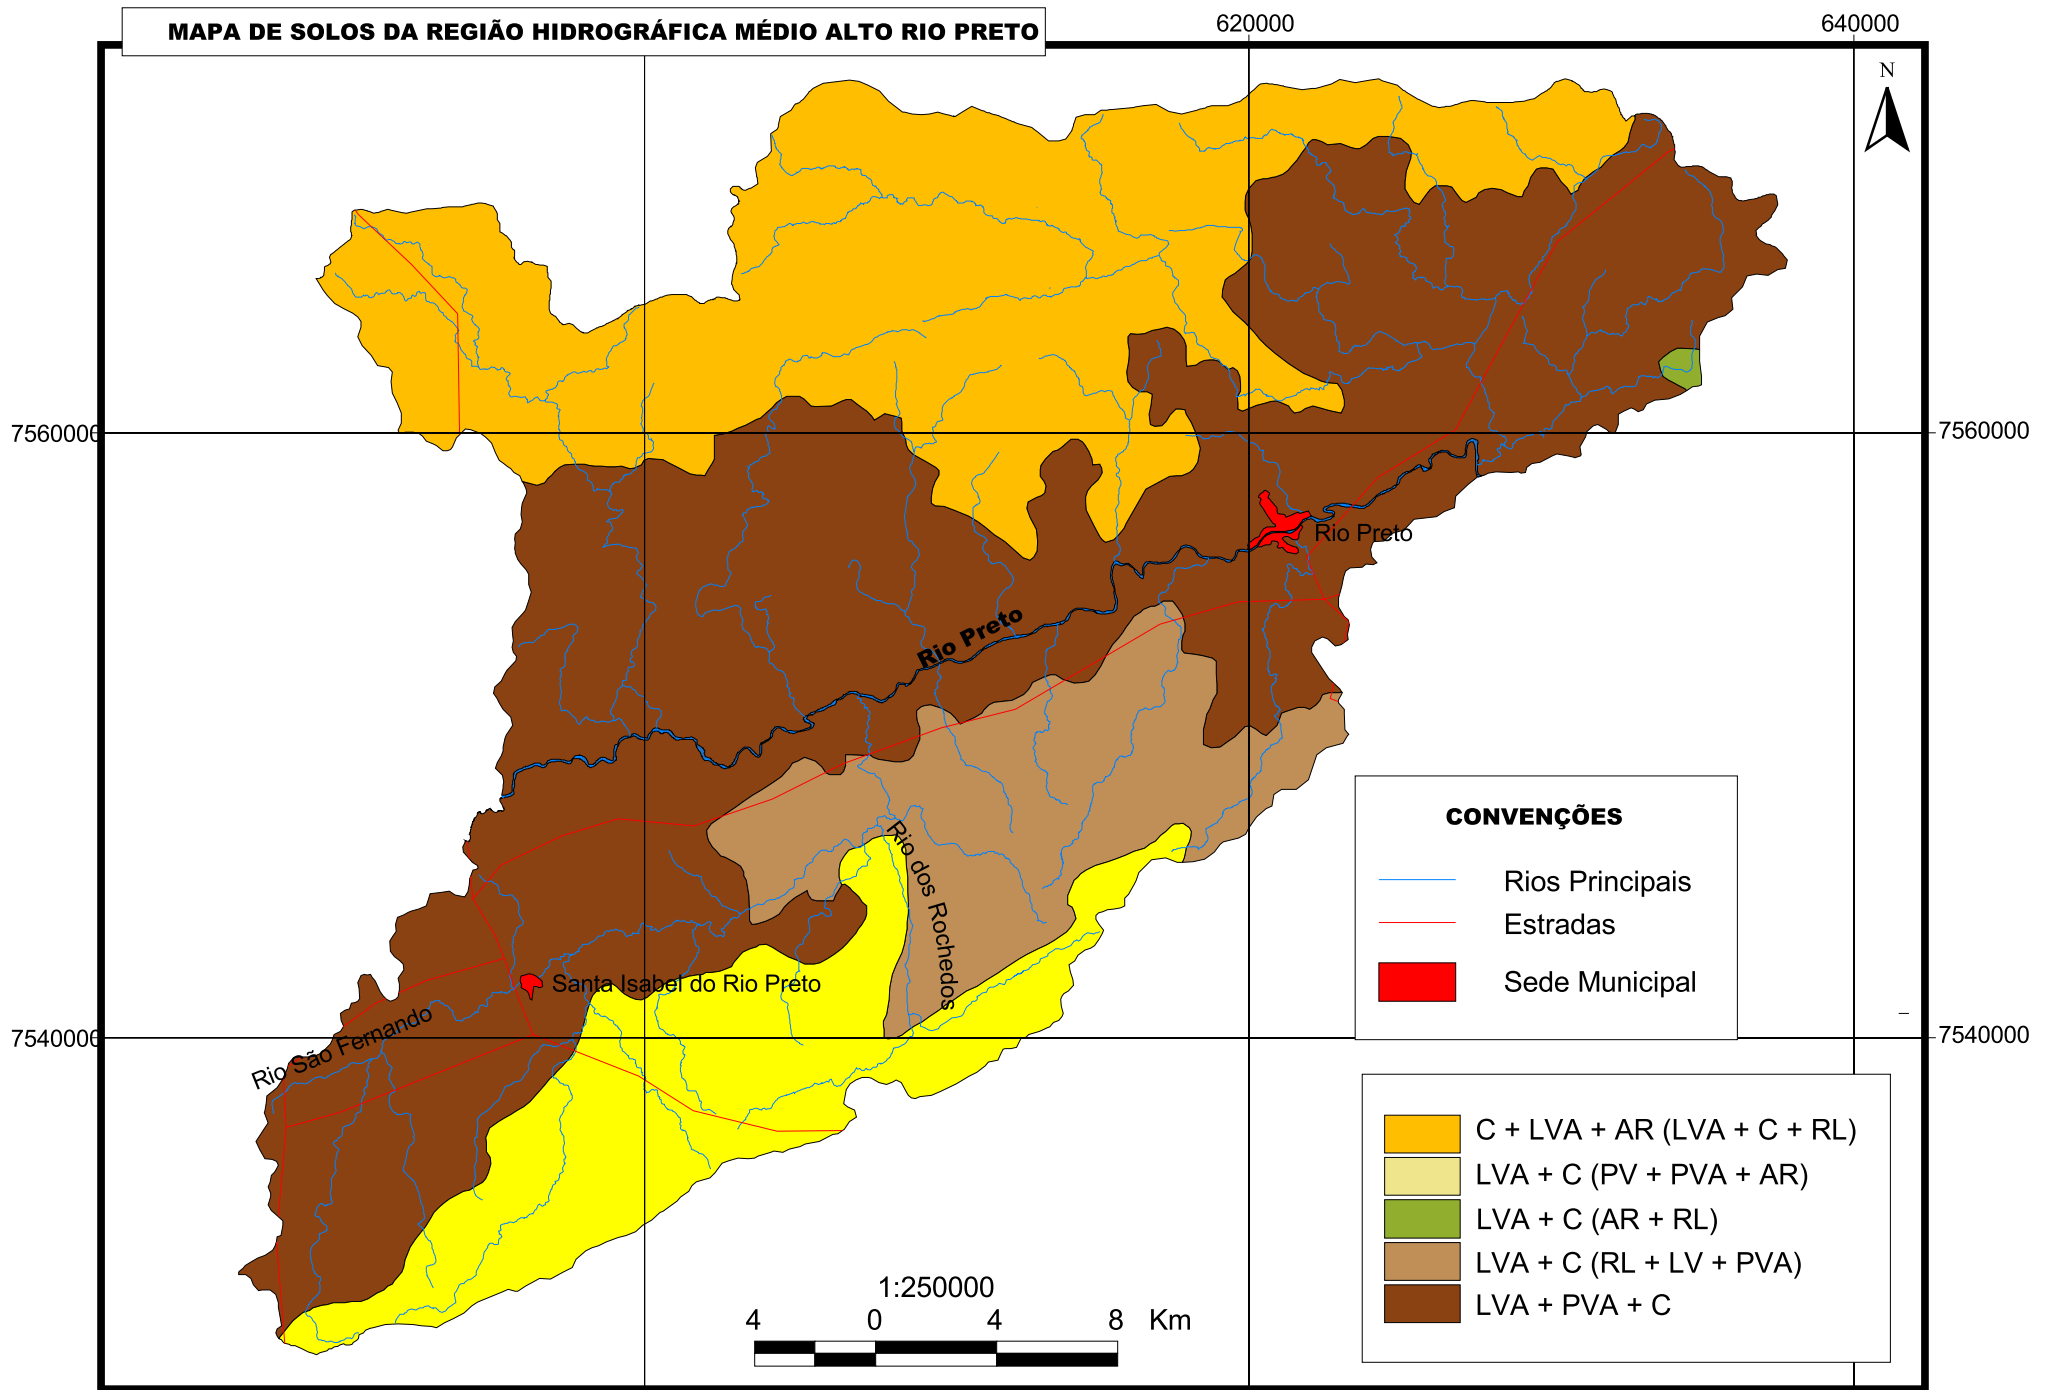 MAPA DE SOLOS DA REGIÃO HIDROGRÁFICA MÉDIO ALTO RIO PRETO
620000
640000
N
7560000
7560000
Rio Preto
Rio Preto
Rio dos Rochedos
Santa Isabel do Rio Preto
Rio São Fernando
7540000
7540000
CONVENÇÕES
Rios Principais
Estradas
Sede Municipal
C + LVA + AR (LVA + C + RL)
LVA + C (PV + PVA + AR)
LVA + C (AR + RL)
LVA + C (RL + LV + PVA)
LVA + PVA + C
1:250000
4 0 4 8 Km